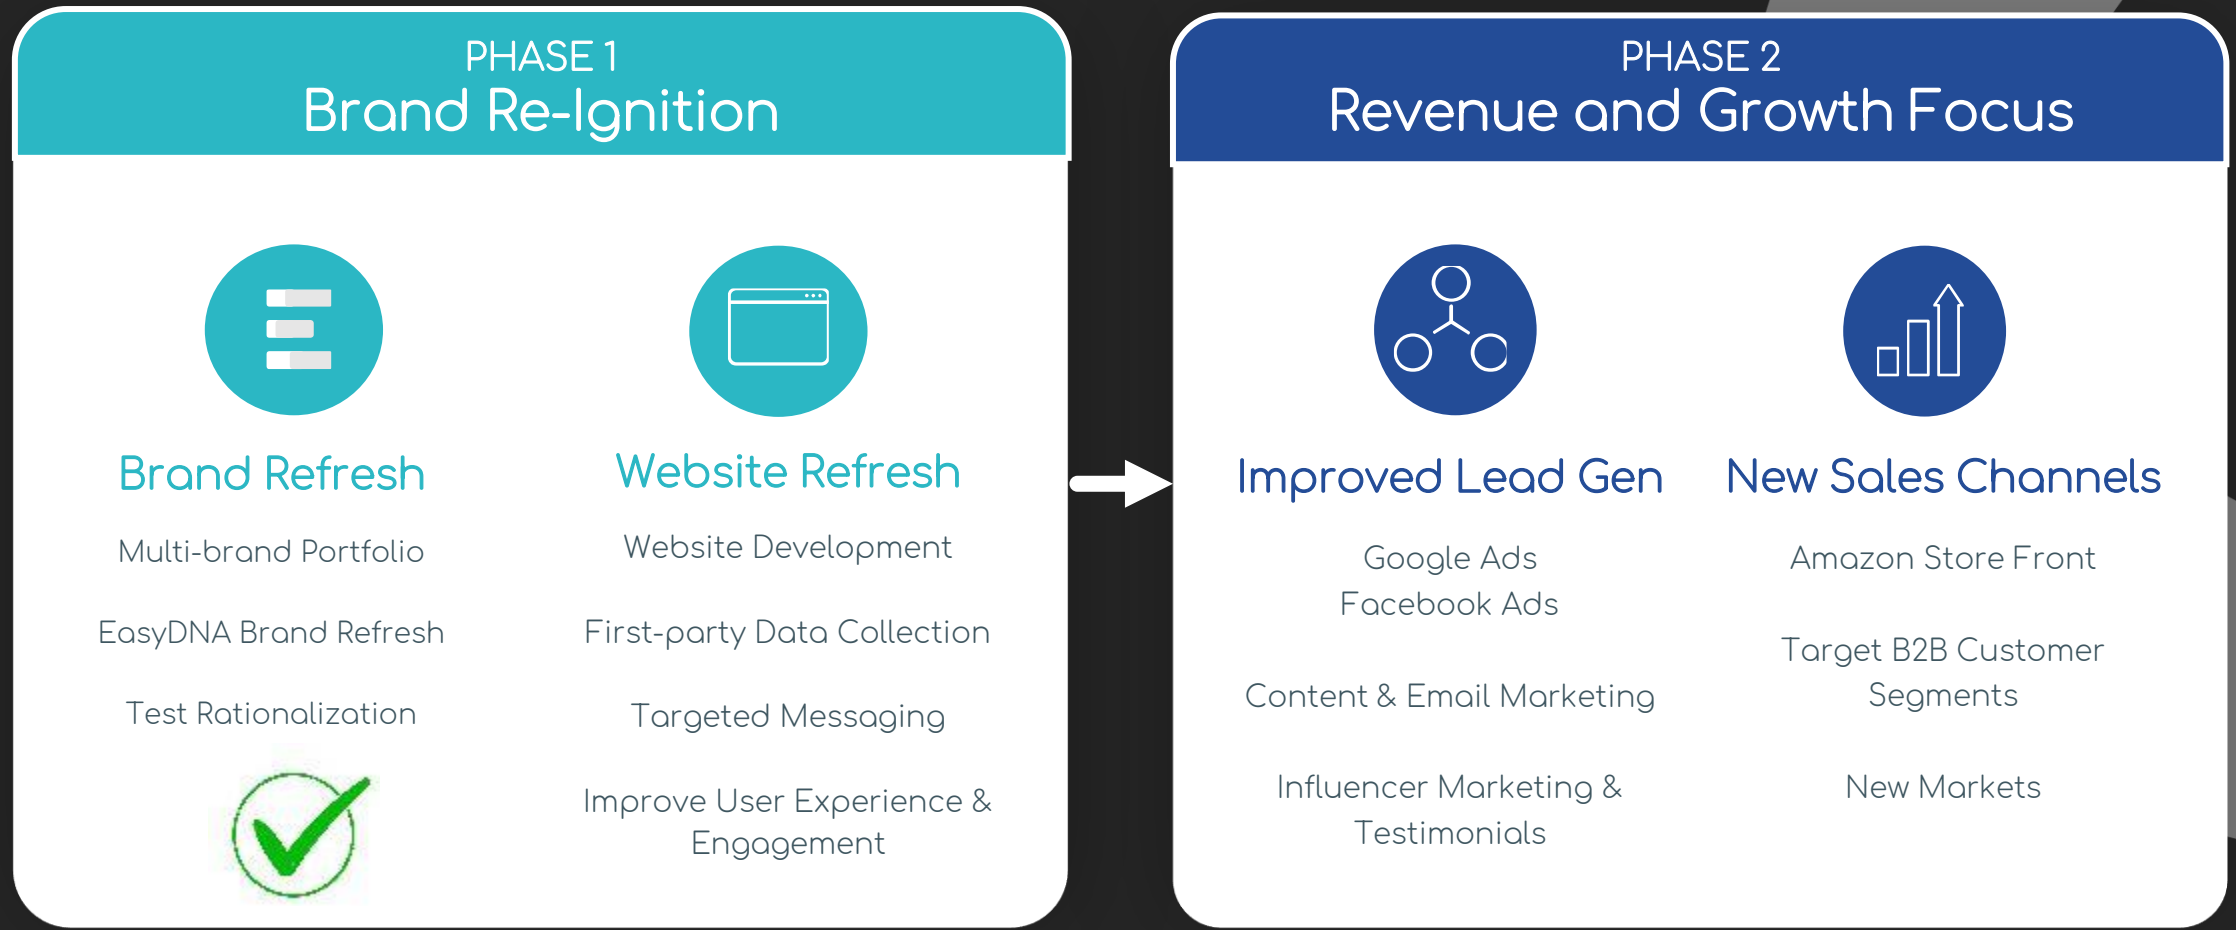 PHASE 1
Brand Re-Ignition
Brand Refresh
Multi-brand Portfolio
EasyDNA Brand Refresh
Test Rationalization
Website Refresh
Website Development
First-party Data Collection
Targeted Messaging
Improve User Experience &
Engagement
PHASE 2
Revenue and Growth Focus
Improved Lead Gen
Google Ads
Facebook Ads
Content & Email Marketing
Influencer Marketing &
Testimonials
New Sales Channels
Amazon Store Front
Target B2B Customer
Segments
New Markets